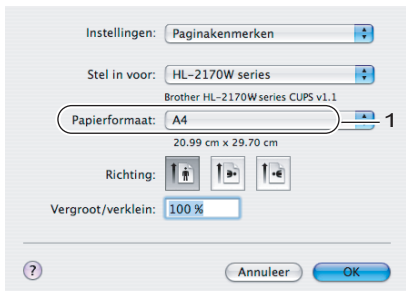 Instellingen: Paginakenmerken
Stel in voor: HL-2170W series
Brother HL-2170W series CUPS v1.1
Papierformaat: A4 1
20.99 cm x 29.70 cm
Richting:
Vergroot/verklein: 100 %
? Annuleer OK